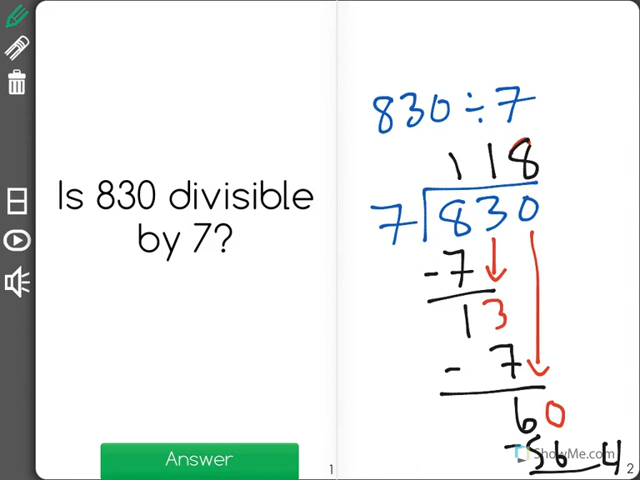 Is 830 divisible
by 7?
Answer
1
830 ÷ 7
118
7 830
-7
13
- 7
60
-56 4
ShowMe.com
2